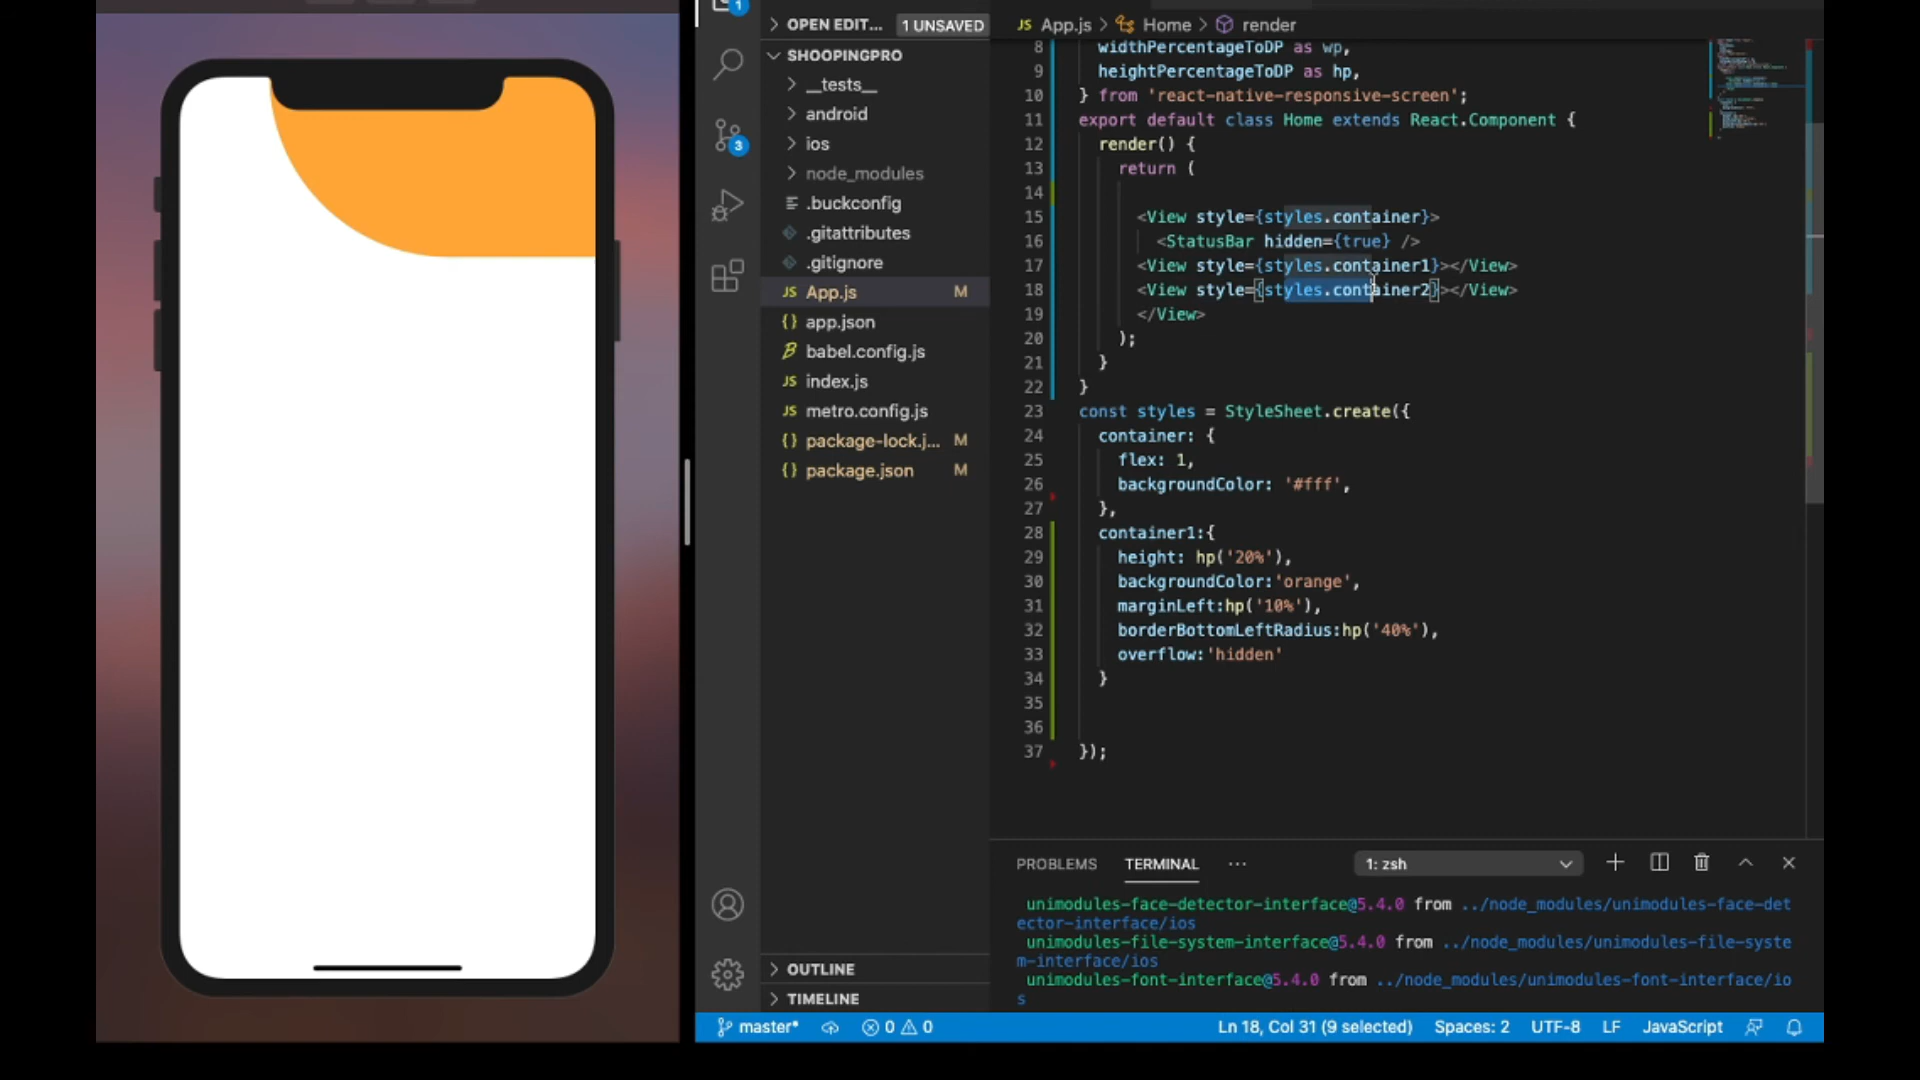 1
OPEN EDIT... 1 UNSAVED
SHOOPINGPRO
__tests__
android
ios
node_modules
.buckconfig
.gitattributes
.gitignore
JS App.js M
{} app.json
babel.config.js
JS index.js
JS metro.config.js
{} package-lock.j... M
{} package.json M
OUTLINE
TIMELINE
3
JS App.js > Home > render
8 widthPercentageToDP as wp,
9 heightPercentageToDP as hp,
10 } from 'react-native-responsive-screen';
11 export default class Home extends React.Component {
12 render() {
13 return (
14
15 <View style={styles.container}>
16 <StatusBar hidden={true} />
17 <View style={styles.container1}></View>
18 <View style={styles.container2}></View>
19 </View>
20 );
21 }
22 }
23 const styles = StyleSheet.create({
24 container: {
25 flex: 1,
26 backgroundColor: '#fff',
27 },
28 container1:{
29 height: hp('20%'),
30 backgroundColor:'orange',
31 marginLeft:hp('10%'),
32 borderBottomLeftRadius:hp('40%'),
33 overflow:'hidden'
34 }
35
36
37 });
PROBLEMS TERMINAL ··· 1: zsh
unimodules-face-detector-interface@5.4.0 from ../node_modules/unimodules-face-det
ector-interface/ios
unimodules-file-system-interface@5.4.0 from ../node_modules/unimodules-file-syste
m-interface/ios
unimodules-font-interface@5.4.0 from ../node_modules/unimodules-font-interface/io
s
master* 0 0 Ln 18, Col 31 (9 selected) Spaces: 2 UTF-8 LF JavaScript